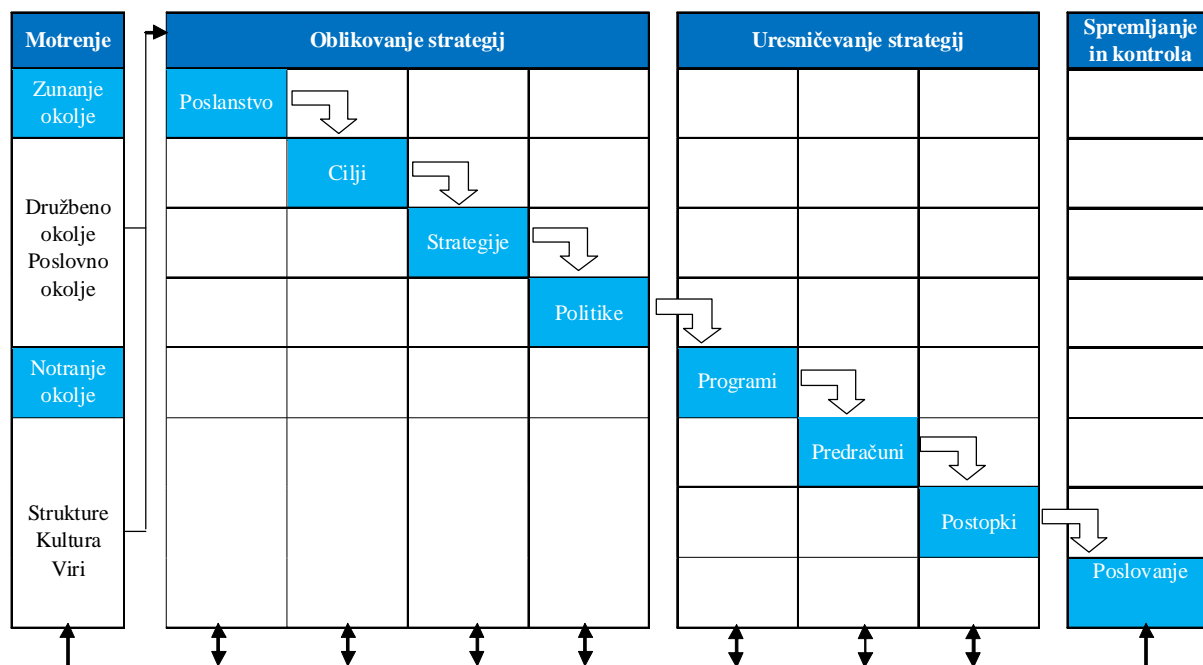 Motrenje
Oblikovanje strategij
Uresničevanje strategij
Spremljanje
in kontrola
Zunanje
okolje
Poslanstvo
Družbeno
okolje
Poslovno
okolje
Cilji
Strategije
Politike
Notranje
okolje
Programi
Predračuni
Strukture
Kultura
Viri
Postopki
Poslovanje